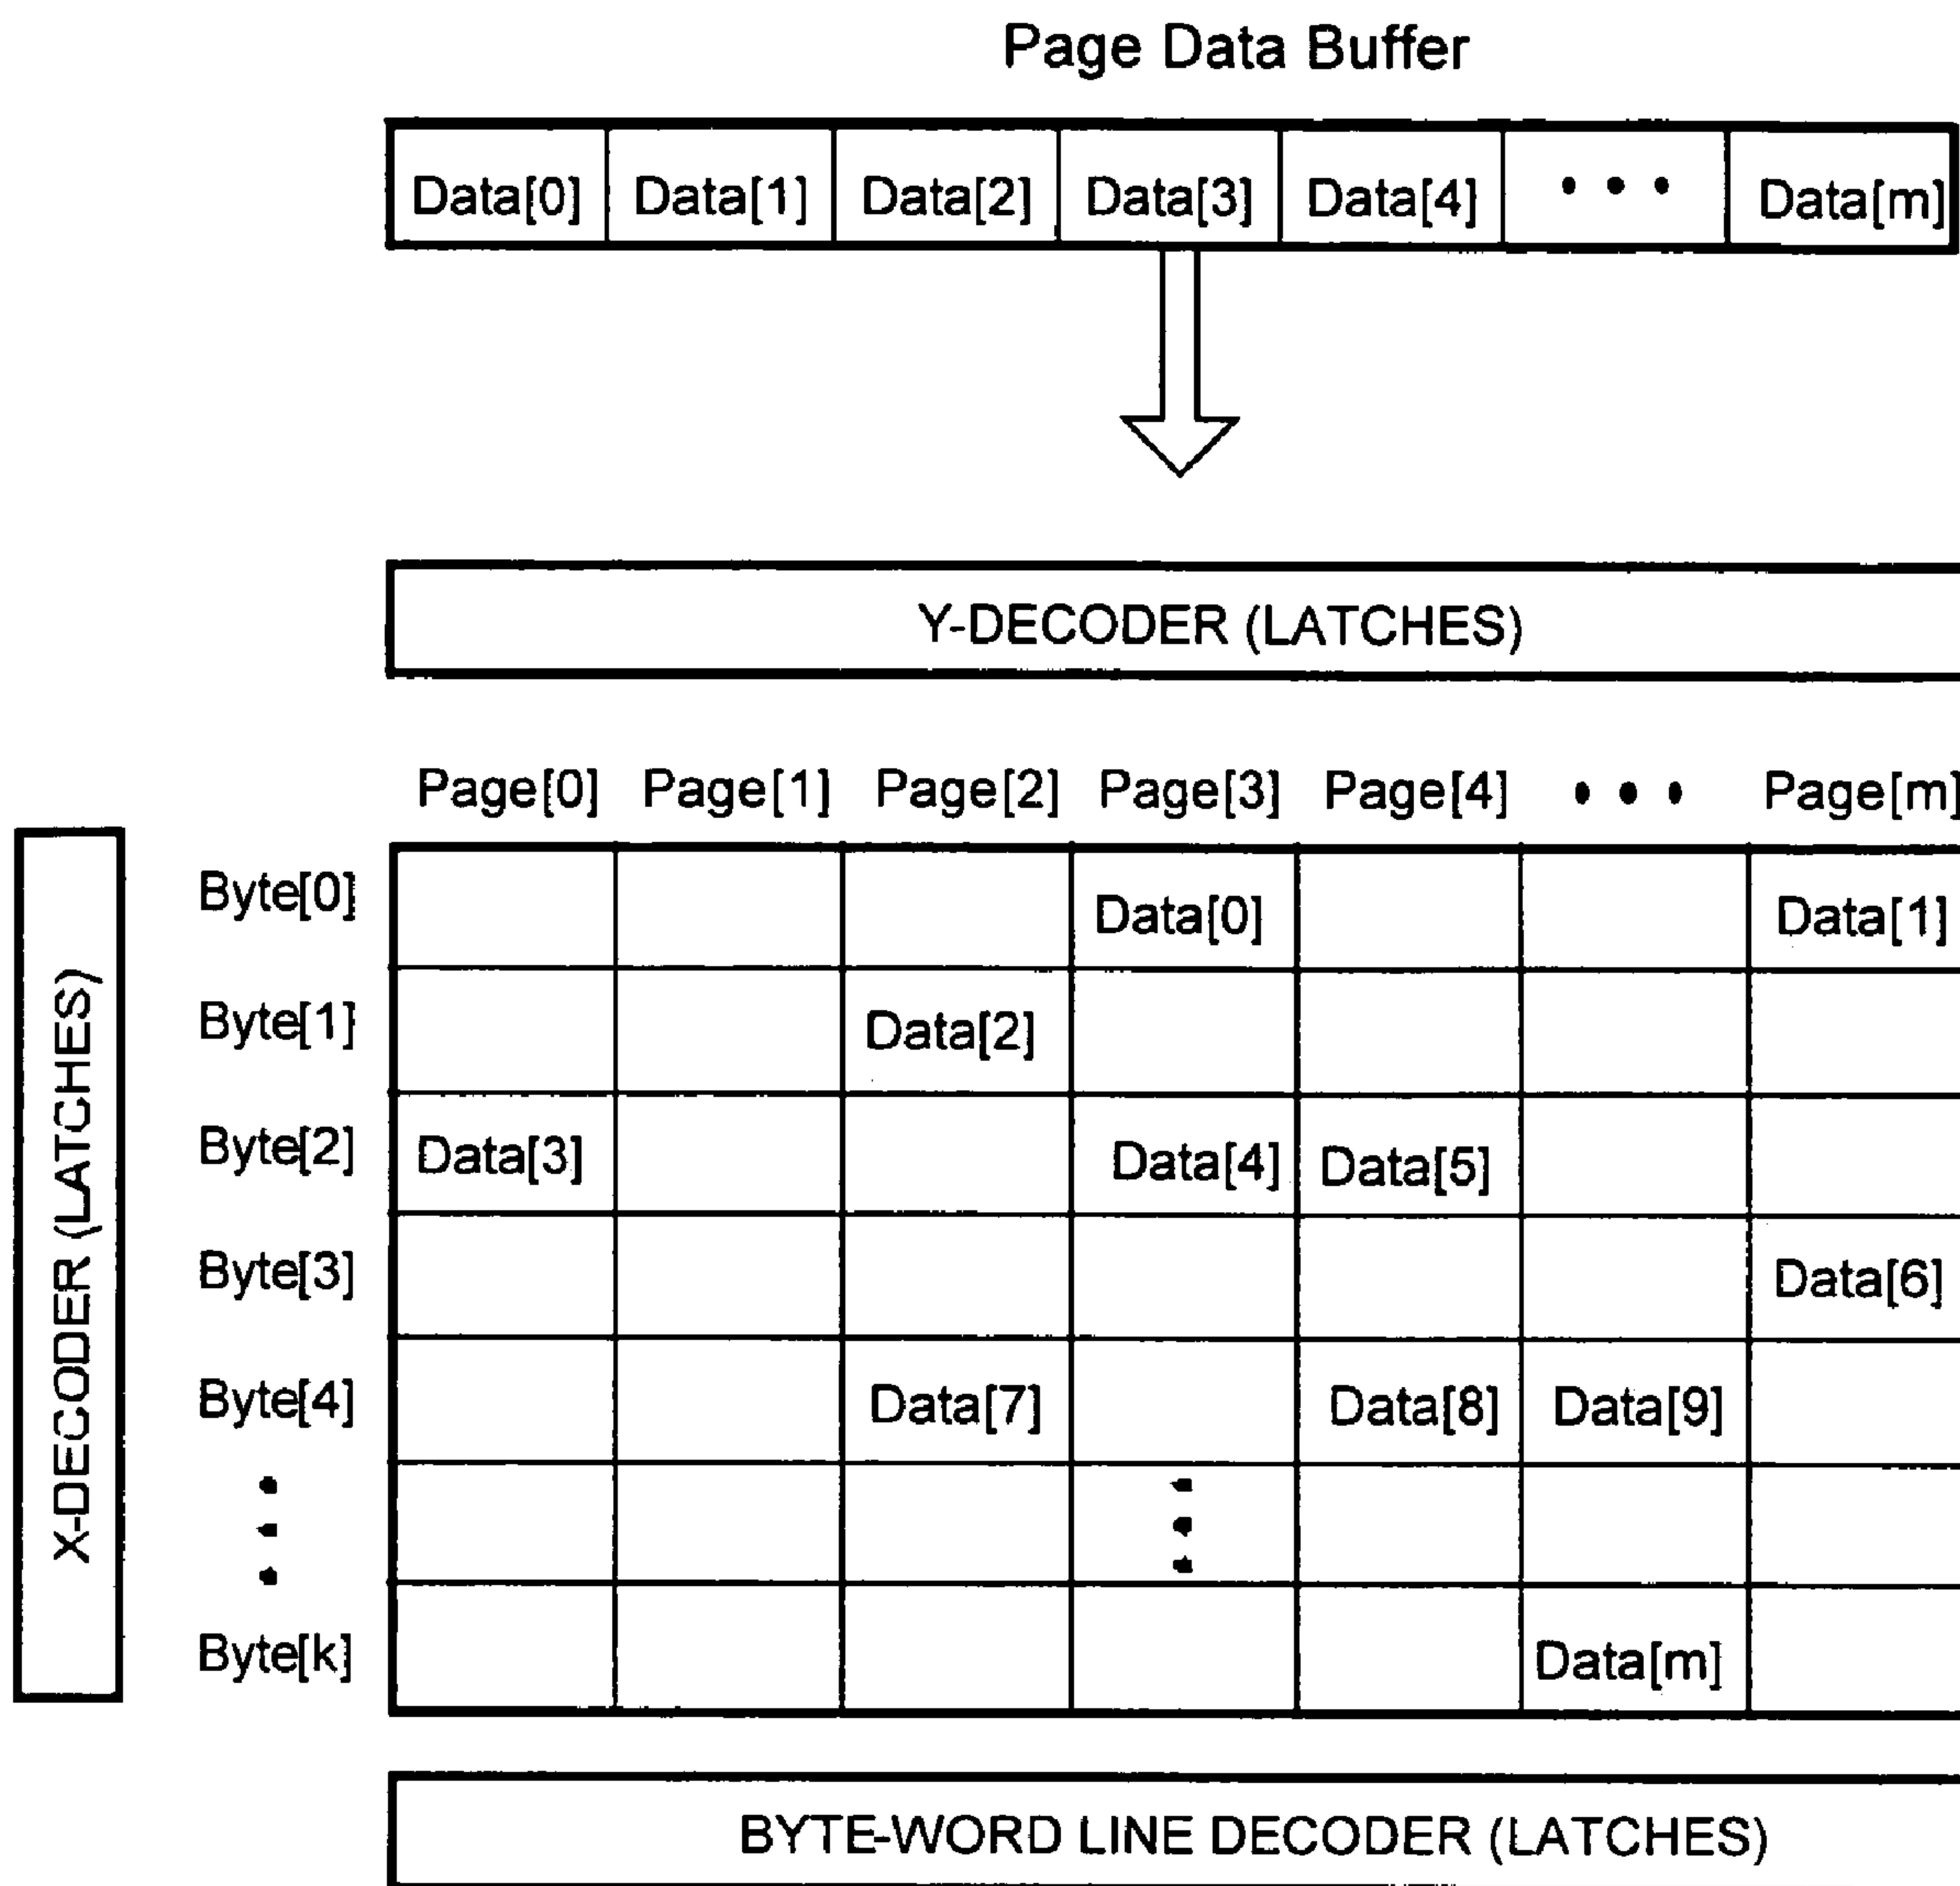 Page Data Buffer
Data[0] Data[1] Data[2] Data[3] Data[4] • • • Data[m]
Y-DECODER (LATCHES)
Page[0] Page[1] Page[2] Page[3] Page[4] • • • Page[m]
X-DECODER (LATCHES)
Byte[0] Data[0] Data[1]
Byte[1] Data[2]
Byte[2] Data[3] Data[4] Data[5]
Byte[3] Data[6]
Byte[4] Data[7] Data[8] Data[9]
Byte[k] Data[m]
BYTE-WORD LINE DECODER (LATCHES)